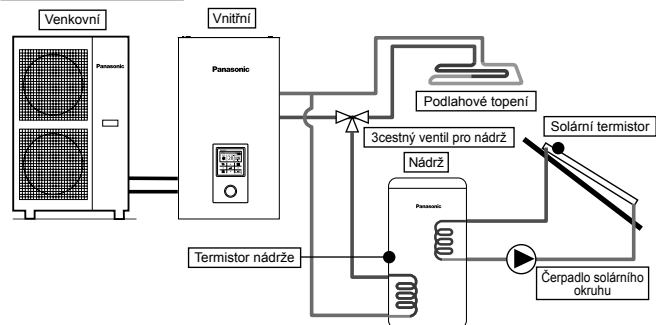 Venkovní
Vnitřní
Panasonic
Panasonic
Podlahové topení
Solární termistor
3cestný ventil pro nádrž
Nádrž
Panasonic
Termistor nádrže
Čerpadlo solárního
okruhu